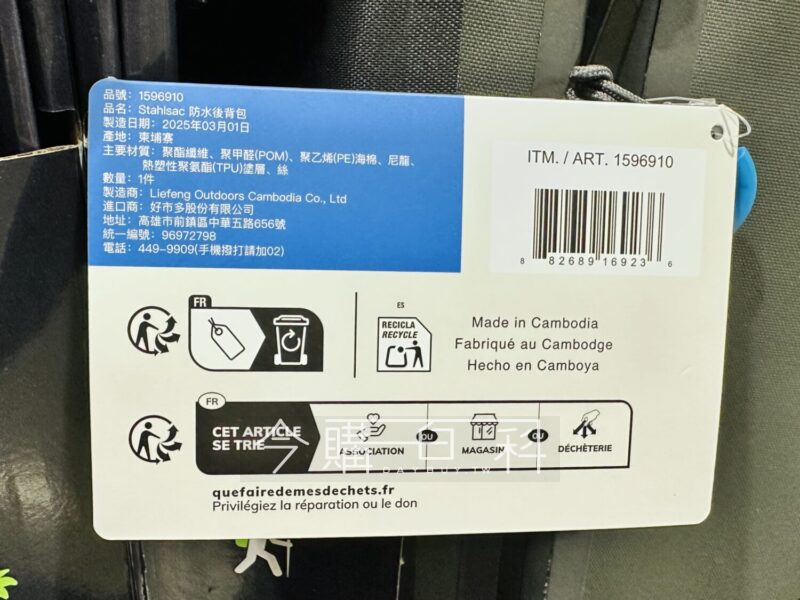 品號：1596910
品名：Stahlsac 防水後背包
製造日期：2025年03月01日
產地：柬埔寨
主要材質：聚酯纖維、聚甲醛(POM)、聚乙烯(PE)海棉、尼龍、
熱塑性聚氨酯(TPU)塗層、絲
數量：1件
製造商：Liefeng Outdoors Cambodia Co., Ltd
進口商：好市多股份有限公司
地址：高雄市前鎮區中華五路656號
統一編號：96972798
電話：449-9909(手機撥打請加02)
ITM. / ART. 1596910
8 82689 16923 6
FR
ES
RECICLA
RECYCLE
Made in Cambodia
Fabriqué au Cambodge
Hecho en Camboya
FR
CET ARTICLE
SE TRIE
ASSOCIATION
OU
MAGASIN
OU
DÉCHÈTERIE
今購百科
DAYBUY.TW
quefairedemesdechets.fr
Privilégiez la réparation ou le don